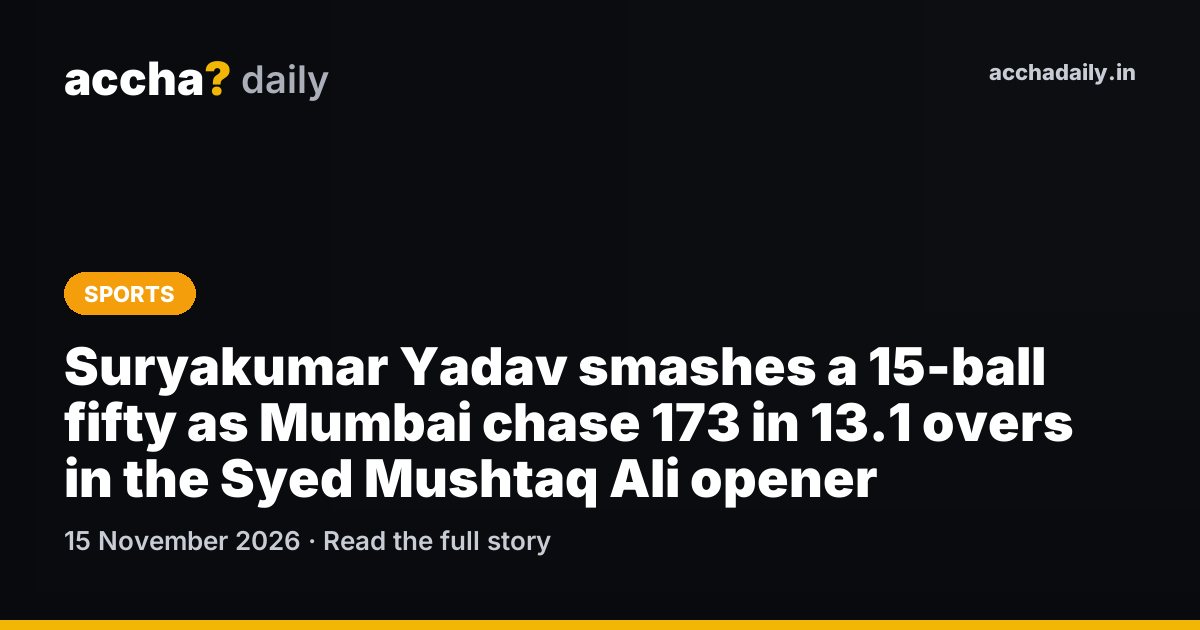 accha? daily
acchadaily.in
SPORTS
Suryakumar Yadav smashes a 15-ball
fifty as Mumbai chase 173 in 13.1 overs
in the Syed Mushtaq Ali opener
15 November 2026 · Read the full story